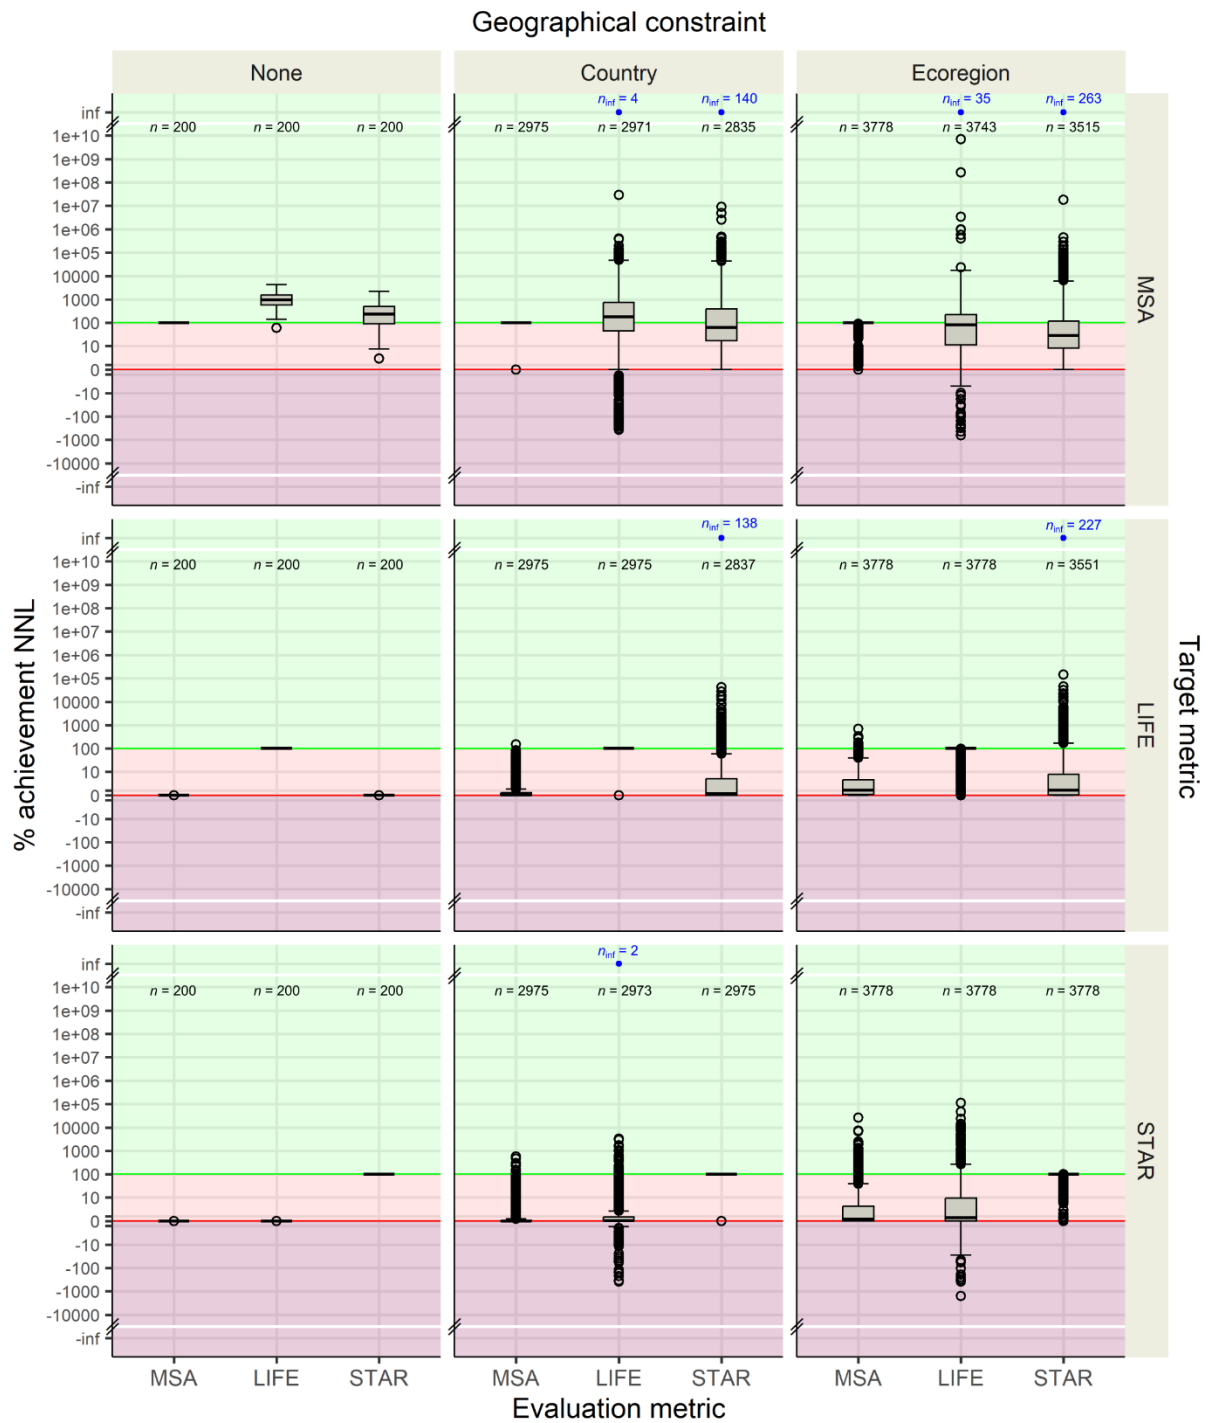 Geographical constraint
None Country Ecoregion
n_inf = 4 n_inf = 140 n_inf = 35 n_inf = 263
inf
n = 200 n = 200 n = 200 n = 2975 n = 2971 n = 2835 n = 3778 n = 3743 n = 3515
1e+10
1e+09
1e+08
1e+07
1e+06
1e+05
10000
1000
100
10
0
-10
-100
-1000
-10000
-inf
MSA
n_inf = 138 n_inf = 227
inf
n = 200 n = 200 n = 200 n = 2975 n = 2975 n = 2837 n = 3778 n = 3778 n = 3551
1e+10
1e+09
1e+08
1e+07
1e+06
1e+05
10000
1000
100
10
0
-10
-100
-1000
-10000
-inf
LIFE
% achievement NNL
Target metric
n_inf = 2
inf
n = 200 n = 200 n = 200 n = 2975 n = 2973 n = 2975 n = 3778 n = 3778 n = 3778
1e+10
1e+09
1e+08
1e+07
1e+06
1e+05
10000
1000
100
10
0
-10
-100
-1000
-10000
-inf
STAR
MSA LIFE STAR MSA LIFE STAR MSA LIFE STAR
Evaluation metric